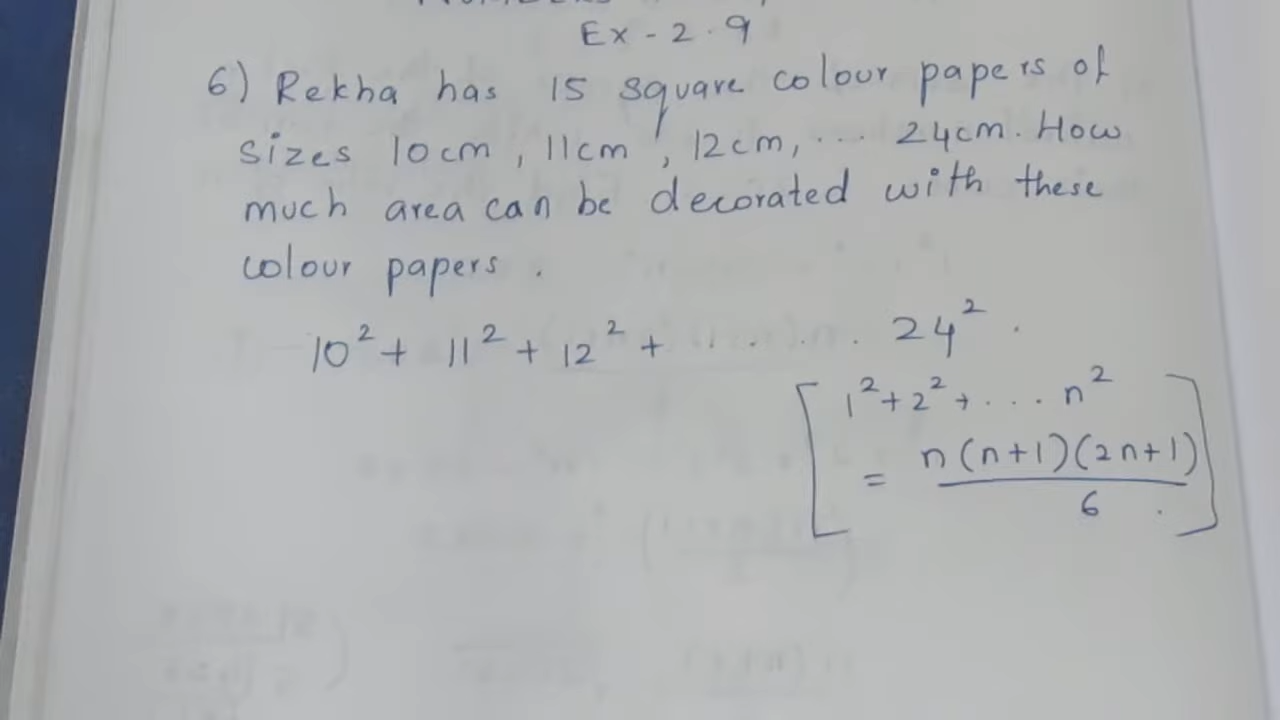 Ex - 2.9
6) Rekha has 15 square colour papers of
sizes 10cm, 11cm, 12cm, ... 24cm. How
much area can be decorated with these
colour papers.
10² + 11² + 12² + ..... 24².
[1² + 2² + ... n²
= n(n+1)(2n+1)
6.]